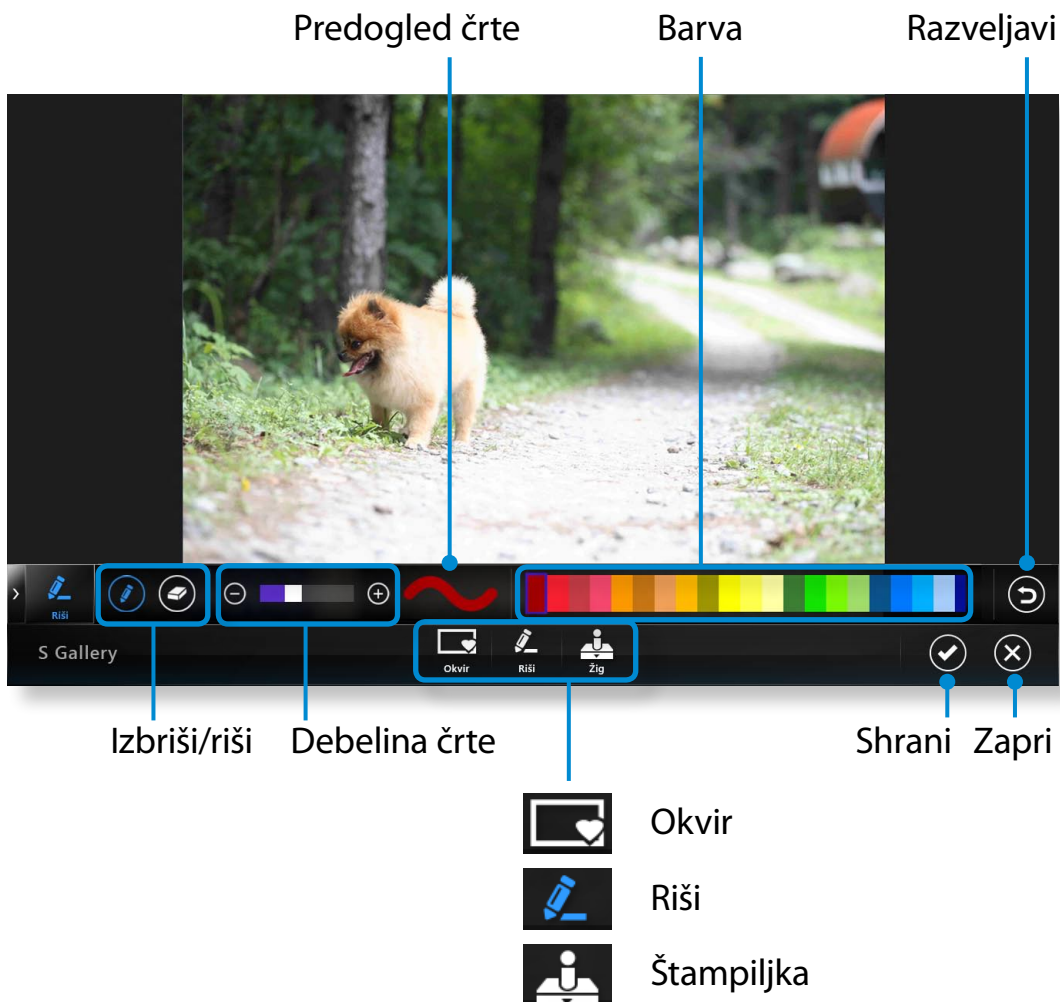 Predogled črte
Barva
Razveljavi
Riši
S Gallery
Okvir
Riši
Žig
Izbriši/riši
Debelina črte
Shrani
Zapri
Okvir
Riši
Štampiljka